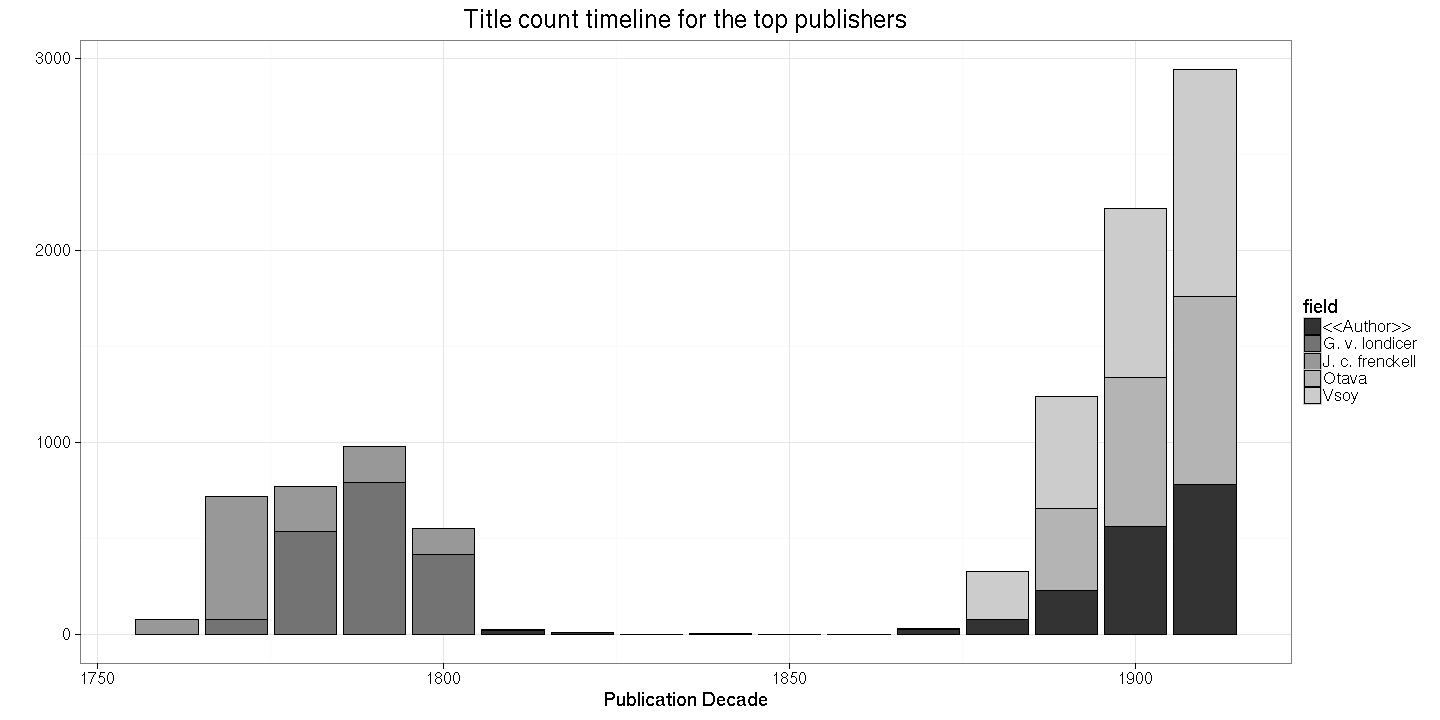 Title count timeline for the top publishers
3000
2000
1000
0
1750
1800
1850
1900
Publication Decade
field
<<Author>>
G. v. londicer
J. c. frenckell
Otava
Vsoy